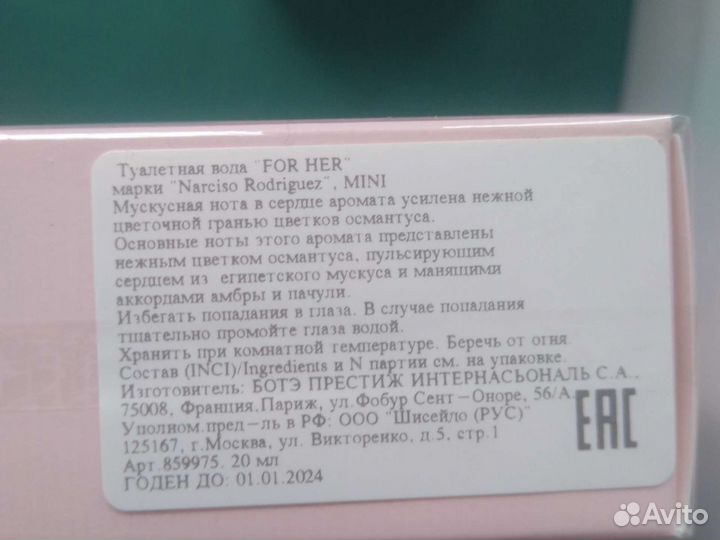 Туалетная вода "FOR HER"
марки "Narciso Rodriguez", MINI
Мускусная нота в сердце аромата усилена нежной
цветочной гранью цветков османтуса.
Основные ноты этого аромата представлены
нежным цветком османтуса, пульсирующим
сердцем из египетского мускуса и манящими
аккордами амбры и пачули.
Избегать попадания в глаза. В случае попадания
тщательно промойте глаза водой.
Хранить при комнатной температуре. Беречь от огня.
Состав (INCI)/Ingredients и N партии см. на упаковке.
Изготовитель: БОТЭ ПРЕСТИЖ ИНТЕРНАСЬОНАЛЬ С.А.,
75008, Франция.Париж, ул.Фобур Сент-Оноре, 56/А.
Уполном.пред-ль в РФ: ООО "Шисейдо (РУС)"
125167, г.Москва, ул. Викторенко, д.5, стр.1
Арт.859975. 20 мл
ГОДЕН ДО: 01.01.2024
EAC
Avito